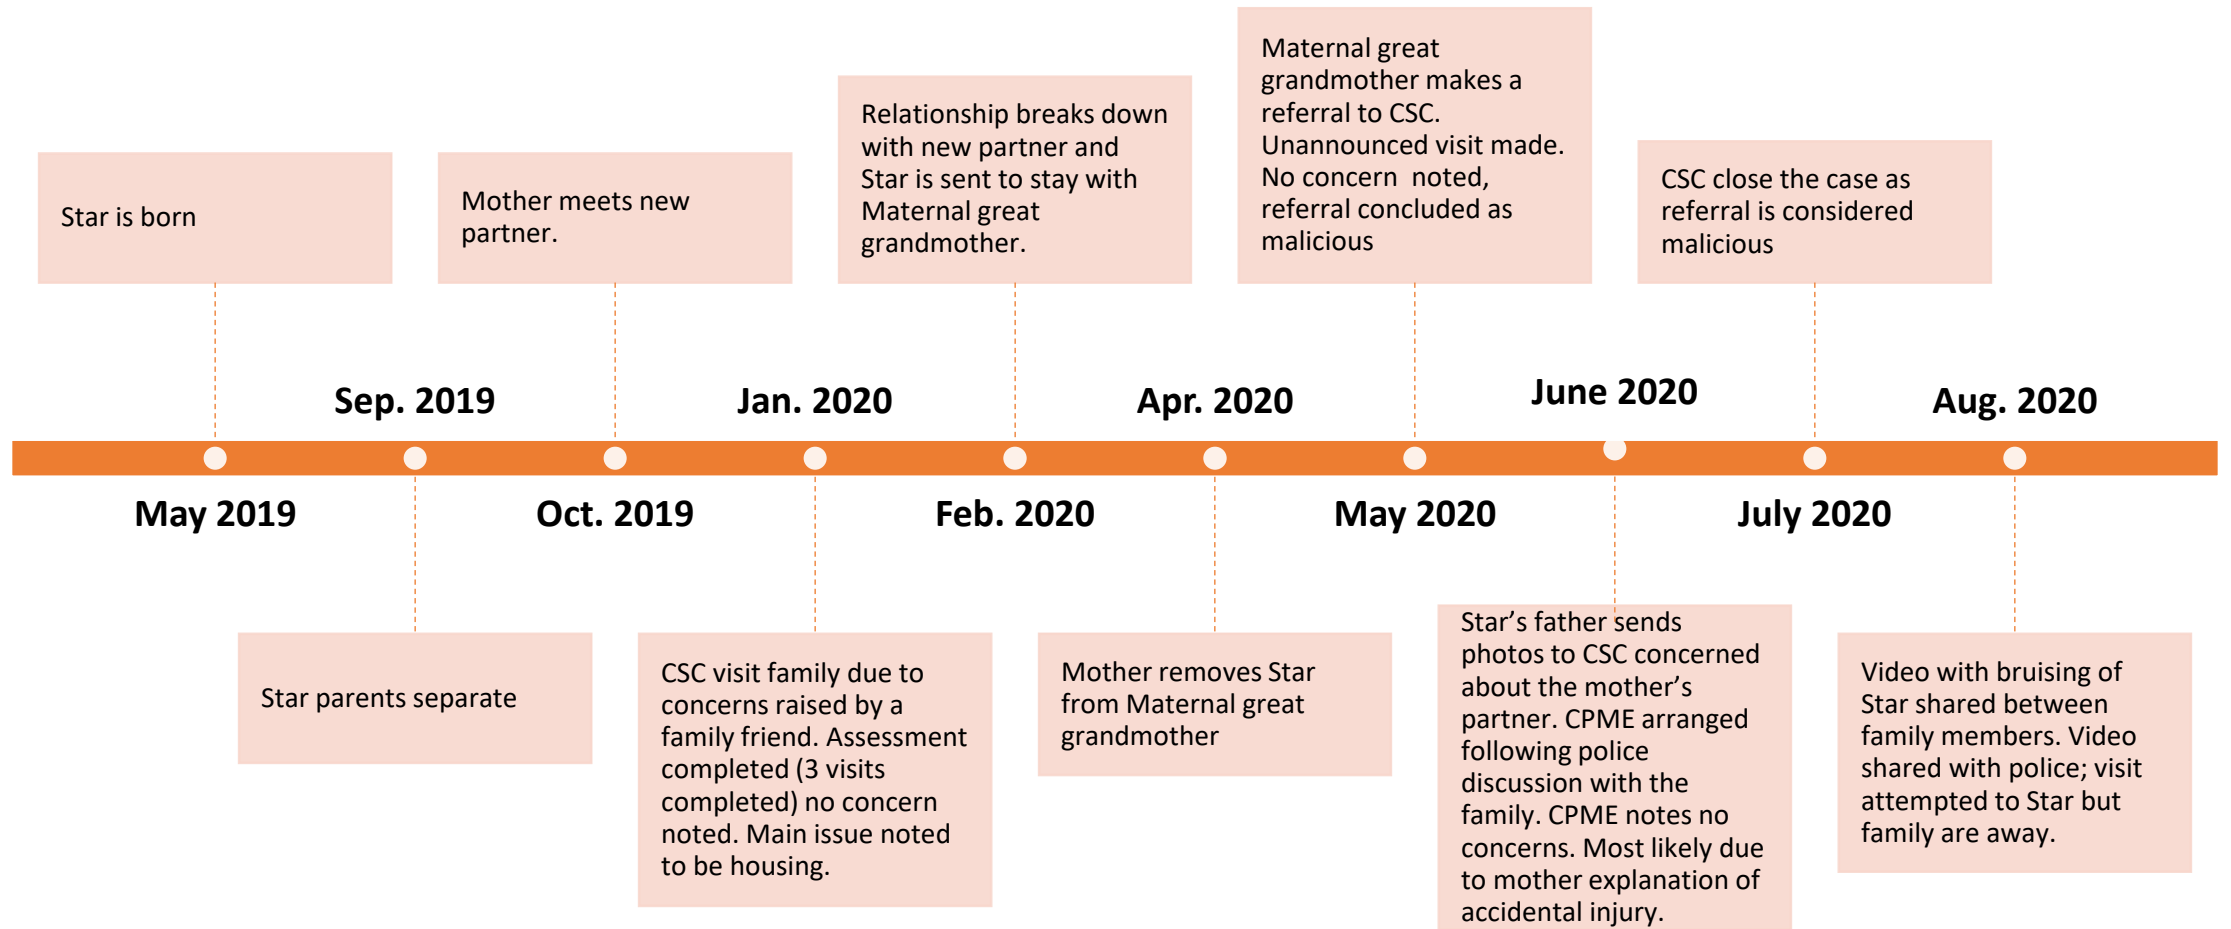 Star is born
Mother meets new
partner.
Relationship breaks down
with new partner and
Star is sent to stay with
Maternal great
grandmother.
Maternal great
grandmother makes a
referral to CSC.
Unannounced visit made.
No concern  noted,
referral concluded as
malicious
CSC close the case as
referral is considered
malicious
Sep. 2019
Jan. 2020
Apr. 2020
June 2020
Aug. 2020
May 2019
Oct. 2019
Feb. 2020
May 2020
July 2020
Star parents separate
CSC visit family due to
concerns raised by a
family friend. Assessment
completed (3 visits
completed) no concern
noted. Main issue noted
to be housing.
Mother removes Star
from Maternal great
grandmother
Star’s father sends
photos to CSC concerned
about the mother’s
partner. CPME arranged
following police
discussion with the
family. CPME notes no
concerns. Most likely due
to mother explanation of
accidental injury.
Video with bruising of
Star shared between
family members. Video
shared with police; visit
attempted to Star but
family are away.